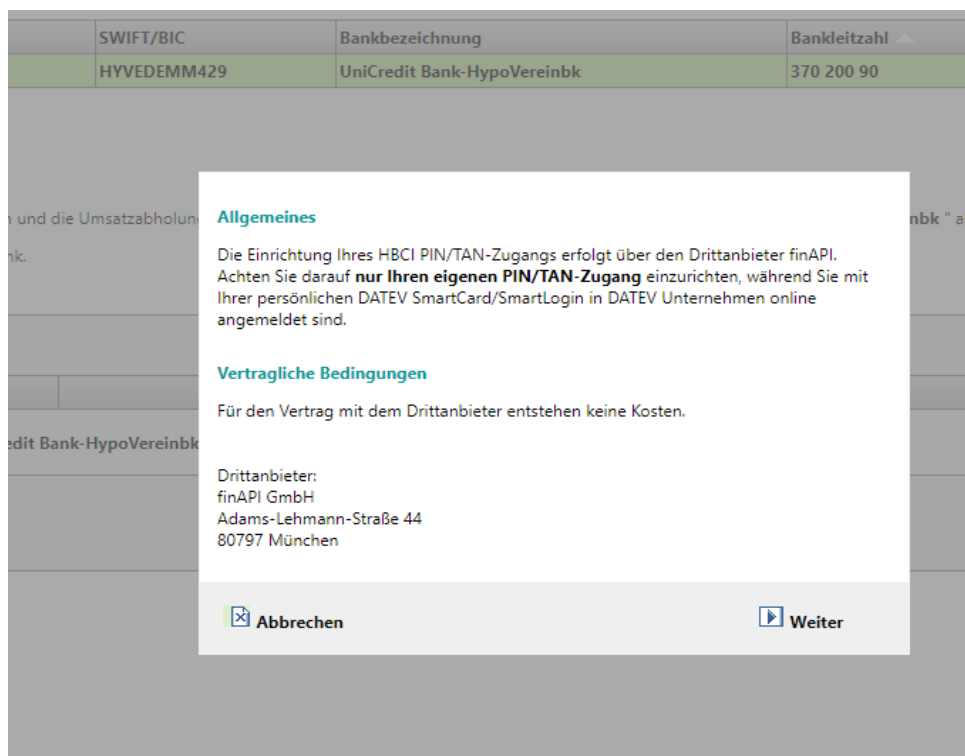 SWIFT/BIC Bankbezeichnung Bankleitzahl
HYVEDEMM429 UniCredit Bank-HypoVereinbk 370 200 90
und die Umsatzabholun
nbk " a
nk.
Allgemeines
Die Einrichtung Ihres HBCI PIN/TAN-Zugangs erfolgt über den Drittanbieter finAPI.
Achten Sie darauf nur Ihren eigenen PIN/TAN-Zugang einzurichten, während Sie mit
Ihrer persönlichen DATEV SmartCard/SmartLogin in DATEV Unternehmen online
angemeldet sind.
Vertragliche Bedingungen
Für den Vertrag mit dem Drittanbieter entstehen keine Kosten.
edit Bank-HypoVereinbk
Drittanbieter:
finAPI GmbH
Adams-Lehmann-Straße 44
80797 München
Abbrechen Weiter